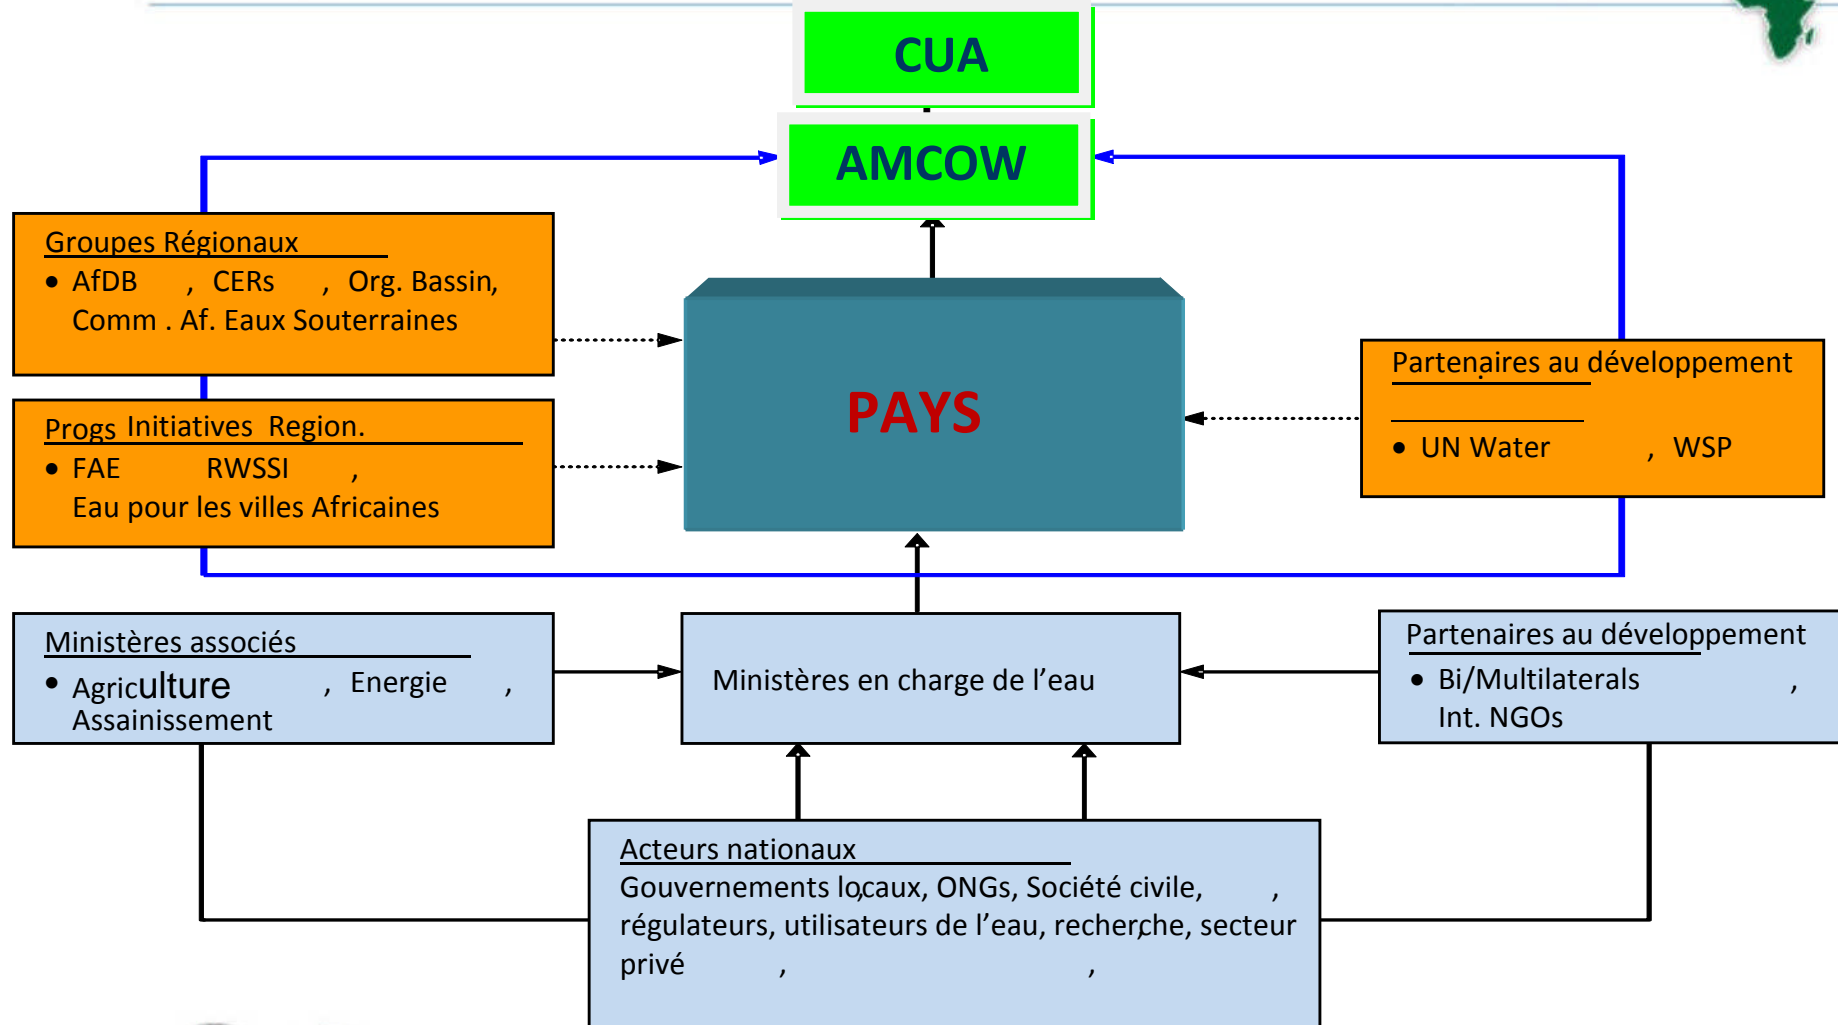 CUA
AMCOW
Groupes Régionaux
• AfDB , CERs , Org. Bassin,
Comm . Af. Eaux Souterraines
Progs Initiatives Region.
• FAE RWSSI ,
Eau pour les villes Africaines
PAYS
Partenaires au développement
• UN Water , WSP
Ministères associés
• Agriculture , Energie ,
Assainissement
Ministères en charge de l’eau
Partenaires au développement
• Bi/Multilaterals ,
Int. NGOs
Acteurs nationaux
Gouvernements locaux, ONGs, Société civile, ,
régulateurs, utilisateurs de l’eau, recherche, secteur
privé , ,